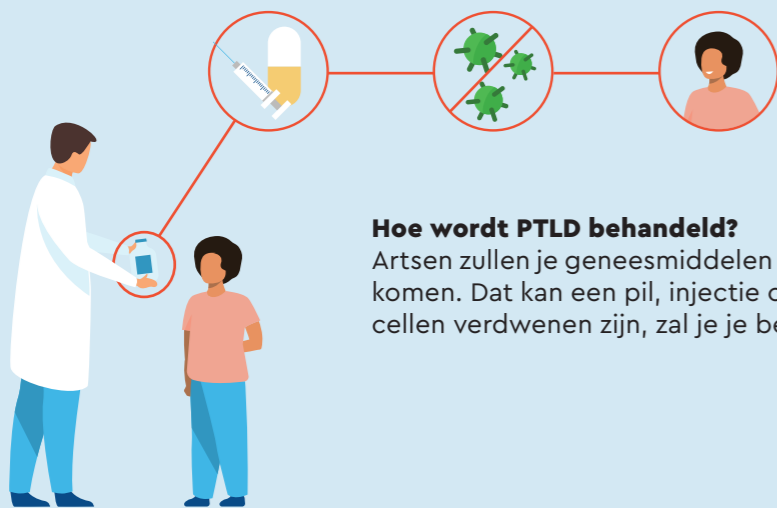 Hoe wordt PTLD behandeld?
Artsen zullen je geneesmiddelen
komen. Dat kan een pil, injectie
cellen verdwenen zijn, zal je je